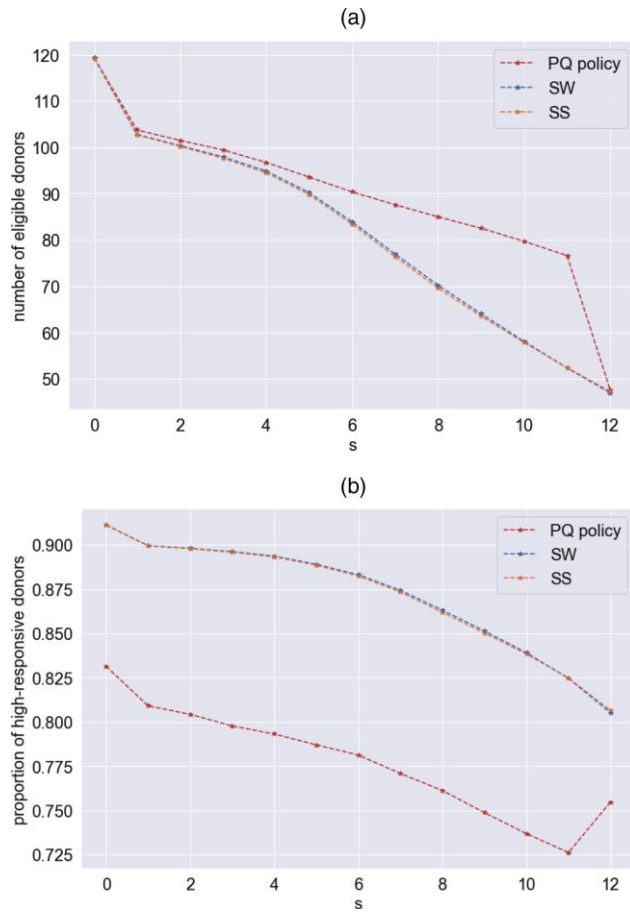 (a)
120
110
100
90
80
70
60
50
number of eligible donors
PQ policy
SW
SS
0 2 4 6 8 10 12
s
(b)
0.900
0.875
0.850
0.825
0.800
0.775
0.750
0.725
proportion of high-responsive donors
PQ policy
SW
SS
0 2 4 6 8 10 12
s